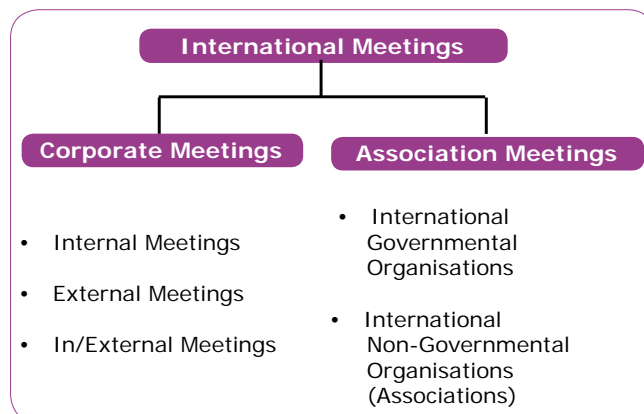 International Meetings
Corporate Meetings
• Internal Meetings
• External Meetings
• In/External Meetings
Association Meetings
• International
Governmental
Organisations
• International
Non-Governmental
Organisations
(Associations)